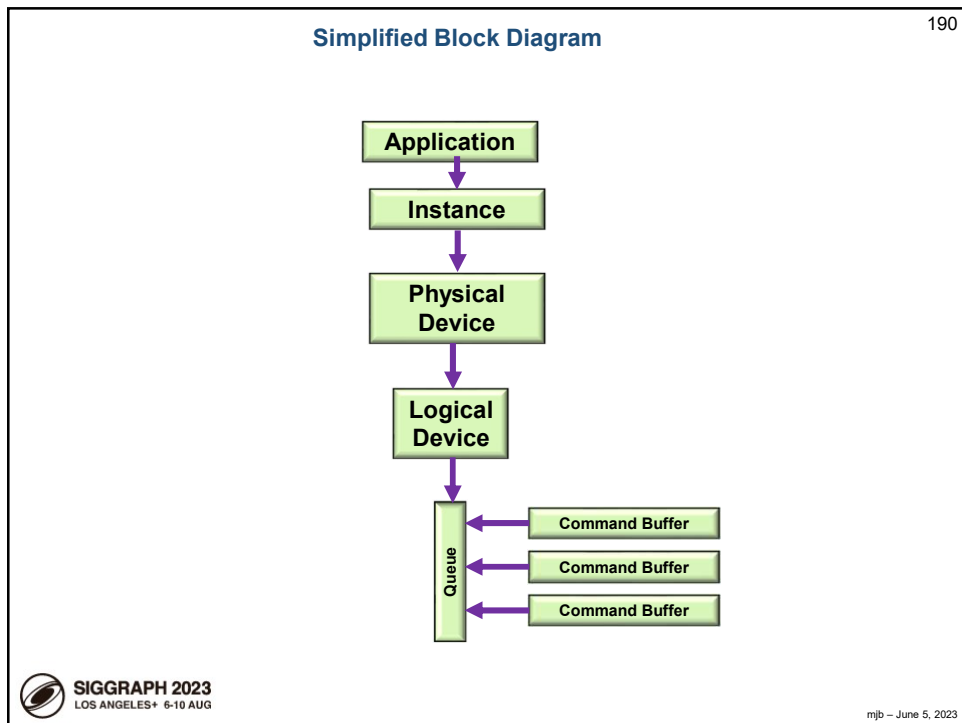 190
Simplified Block Diagram
Application
Instance
Physical
Device
Logical
Device
Queue
Command Buffer
Command Buffer
Command Buffer
SIGGRAPH 2023
LOS ANGELES+ 6-10 AUG
mjb – June 5, 2023